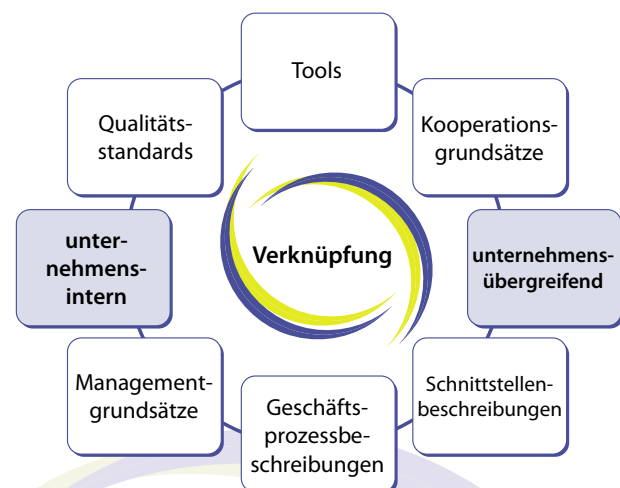 Tools
Qualitäts-
standards
Kooperations-
grundsätze
unter-
nehmens-
intern
Verknüpfung
unternehmens-
übergreifend
Management-
grundsätze
Geschäfts-
prozessbe-
schreibungen
Schnittstellen-
beschreibungen